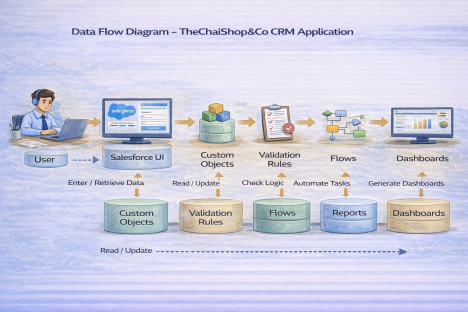 Data Flow Diagram – TheChaiShop&Co CRM Application
salesforce
User
Salesforce UI
Custom
Objects
Validation
Rules
Flows
Dashboards
Enter / Retrieve Data
Read / Update
Check Logic
Automate Tasks
Generate Dashboards
Custom
Objects
Validation
Rules
Flows
Reports
Dashboards
Read / Update